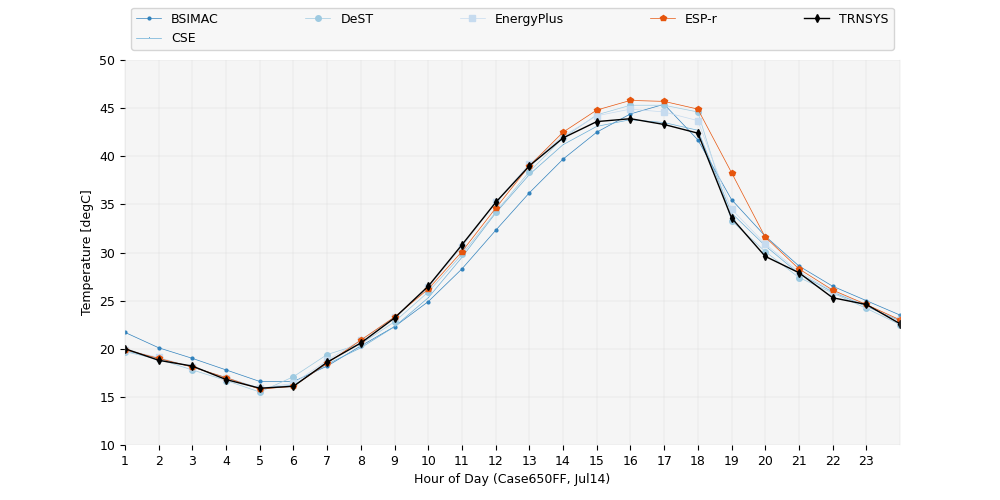 BSIMAC DeST EnergyPlus ESP-r TRNSYS
CSE
50
45
40
35
30
25
20
15
10
Temperature [degC]
1 2 3 4 5 6 7 8 9 10 11 12 13 14 15 16 17 18 19 20 21 22 23
Hour of Day (Case650FF, Jul14)